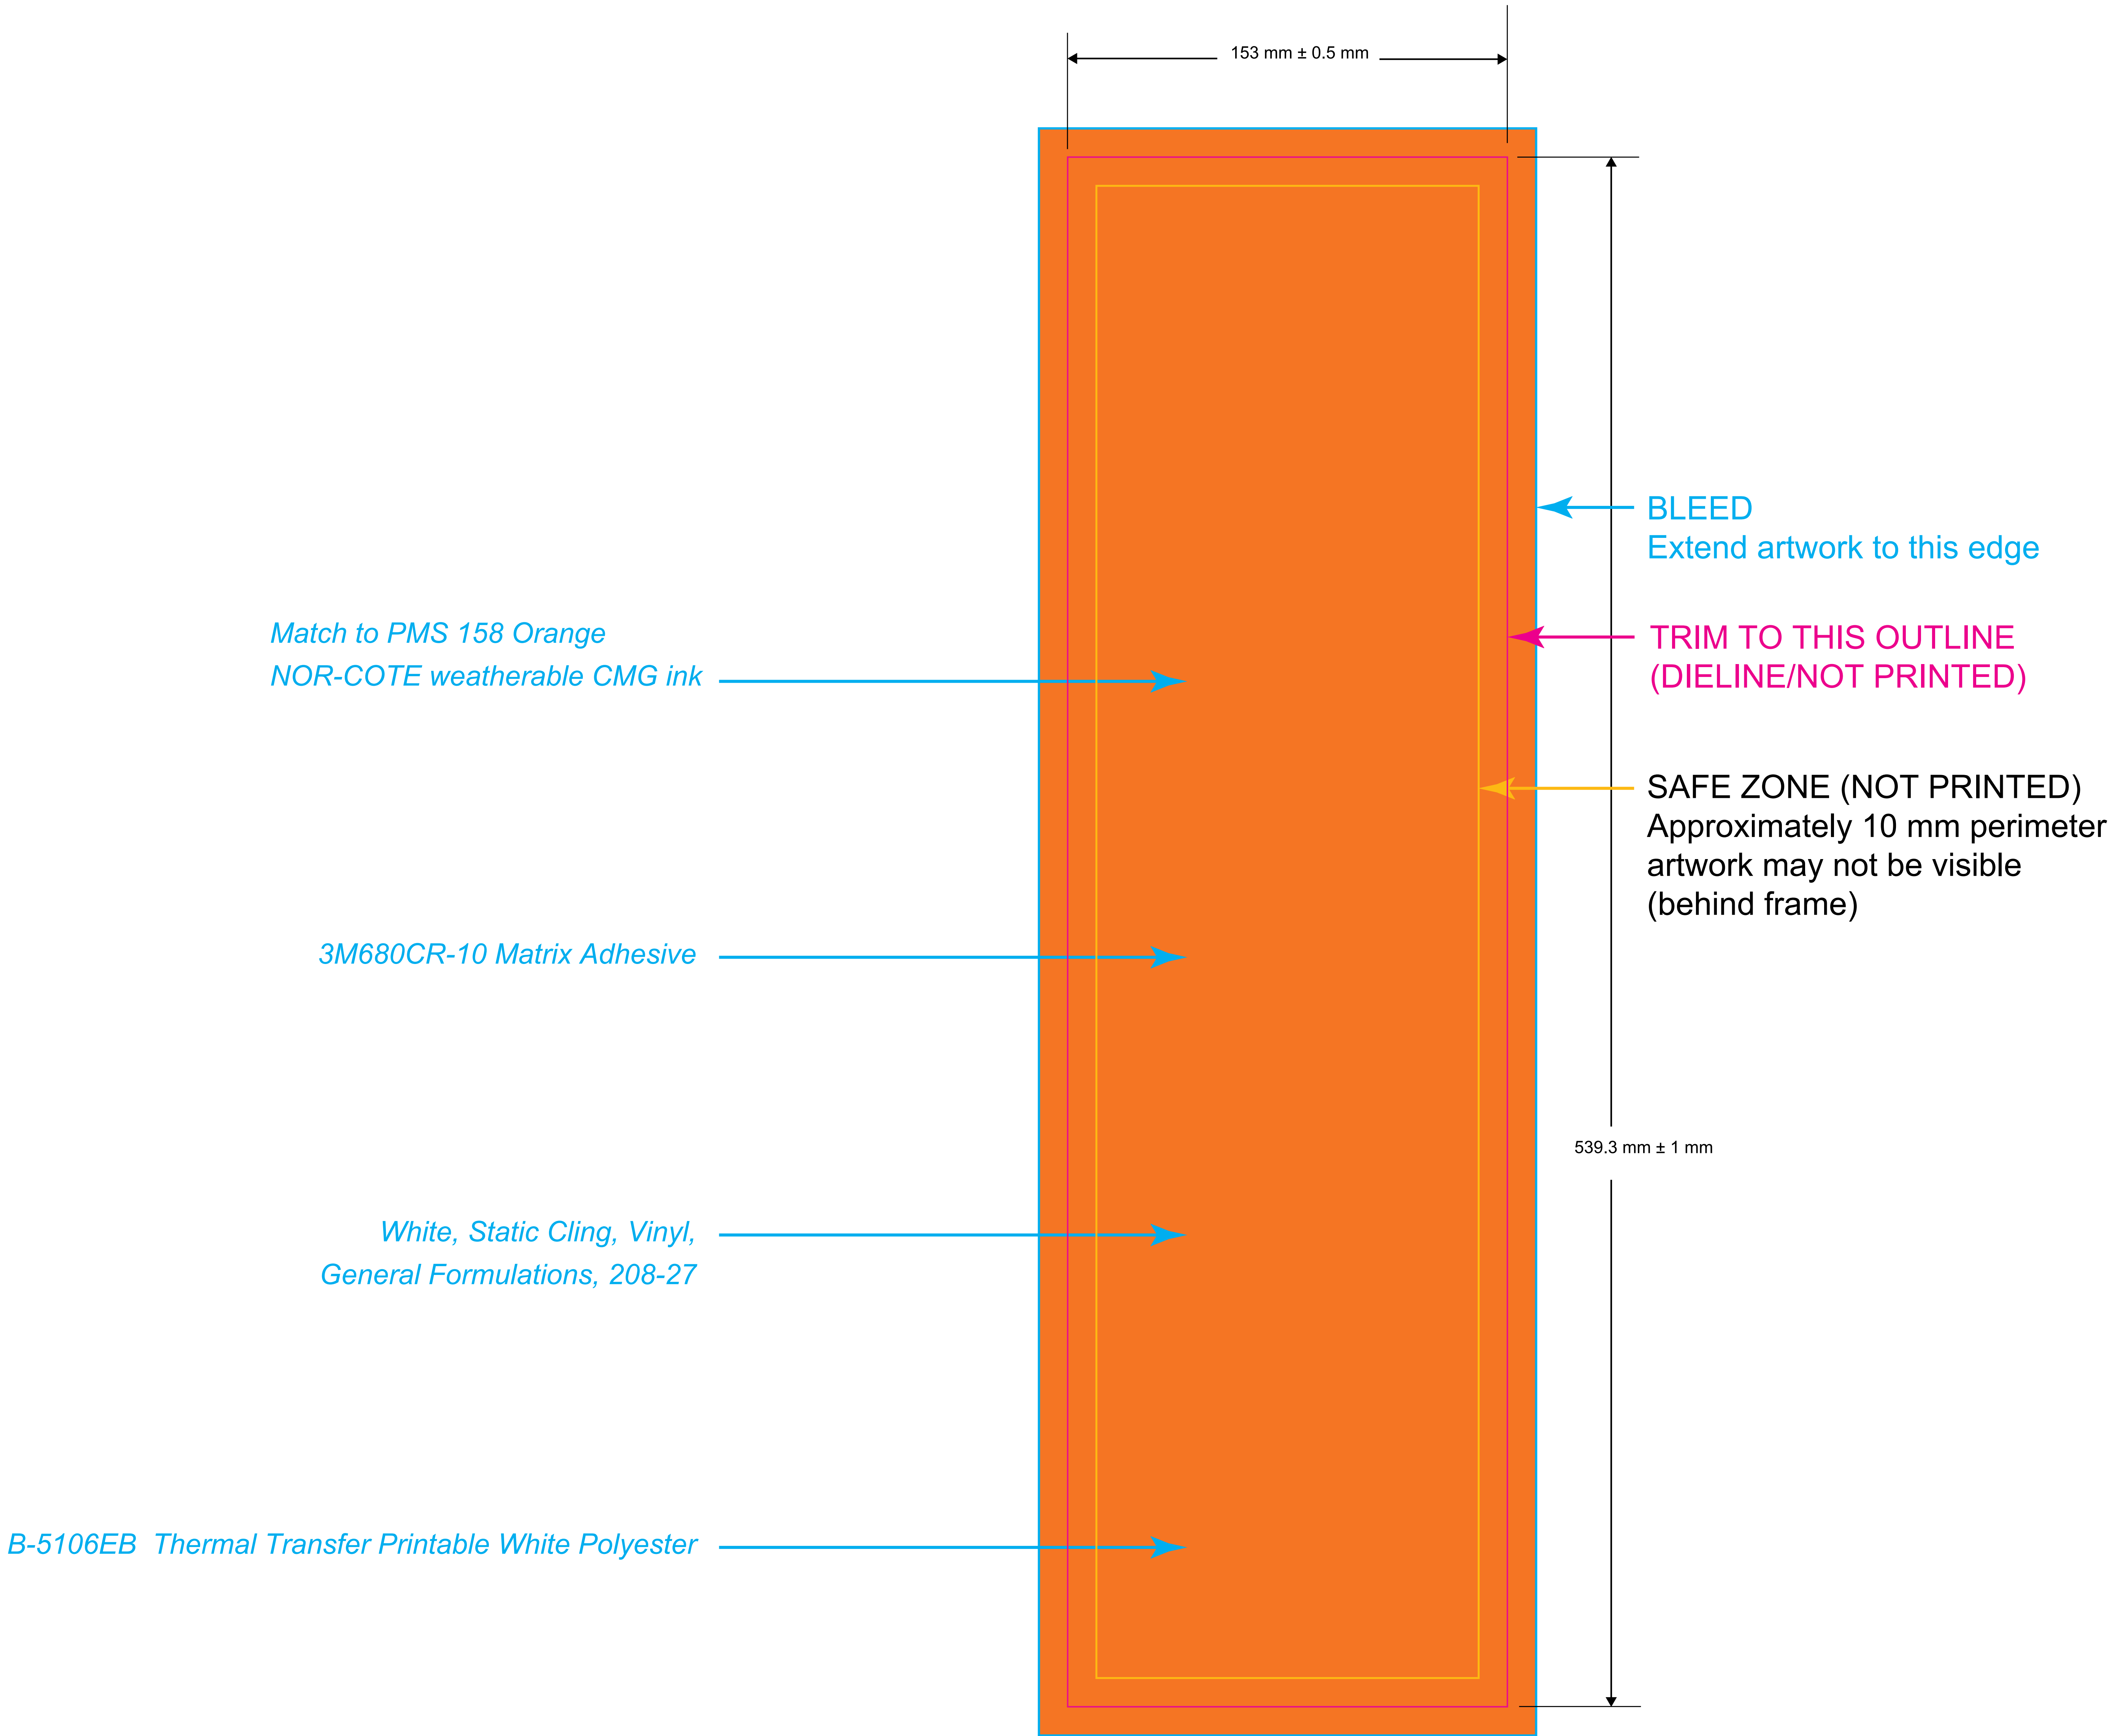 153 mm ± 0.5 mm
BLEED
Extend artwork to this edge
Match to PMS 158 Orange
NOR-COTE weatherable CMG ink
TRIM TO THIS OUTLINE
(DIELINE/NOT PRINTED)
SAFE ZONE (NOT PRINTED)
Approximately 10 mm perimeter
artwork may not be visible
(behind frame)
3M680CR-10 Matrix Adhesive
539.3 mm ± 1 mm
White, Static Cling, Vinyl,
General Formulations, 208-27
B-5106EB  Thermal Transfer Printable White Polyester